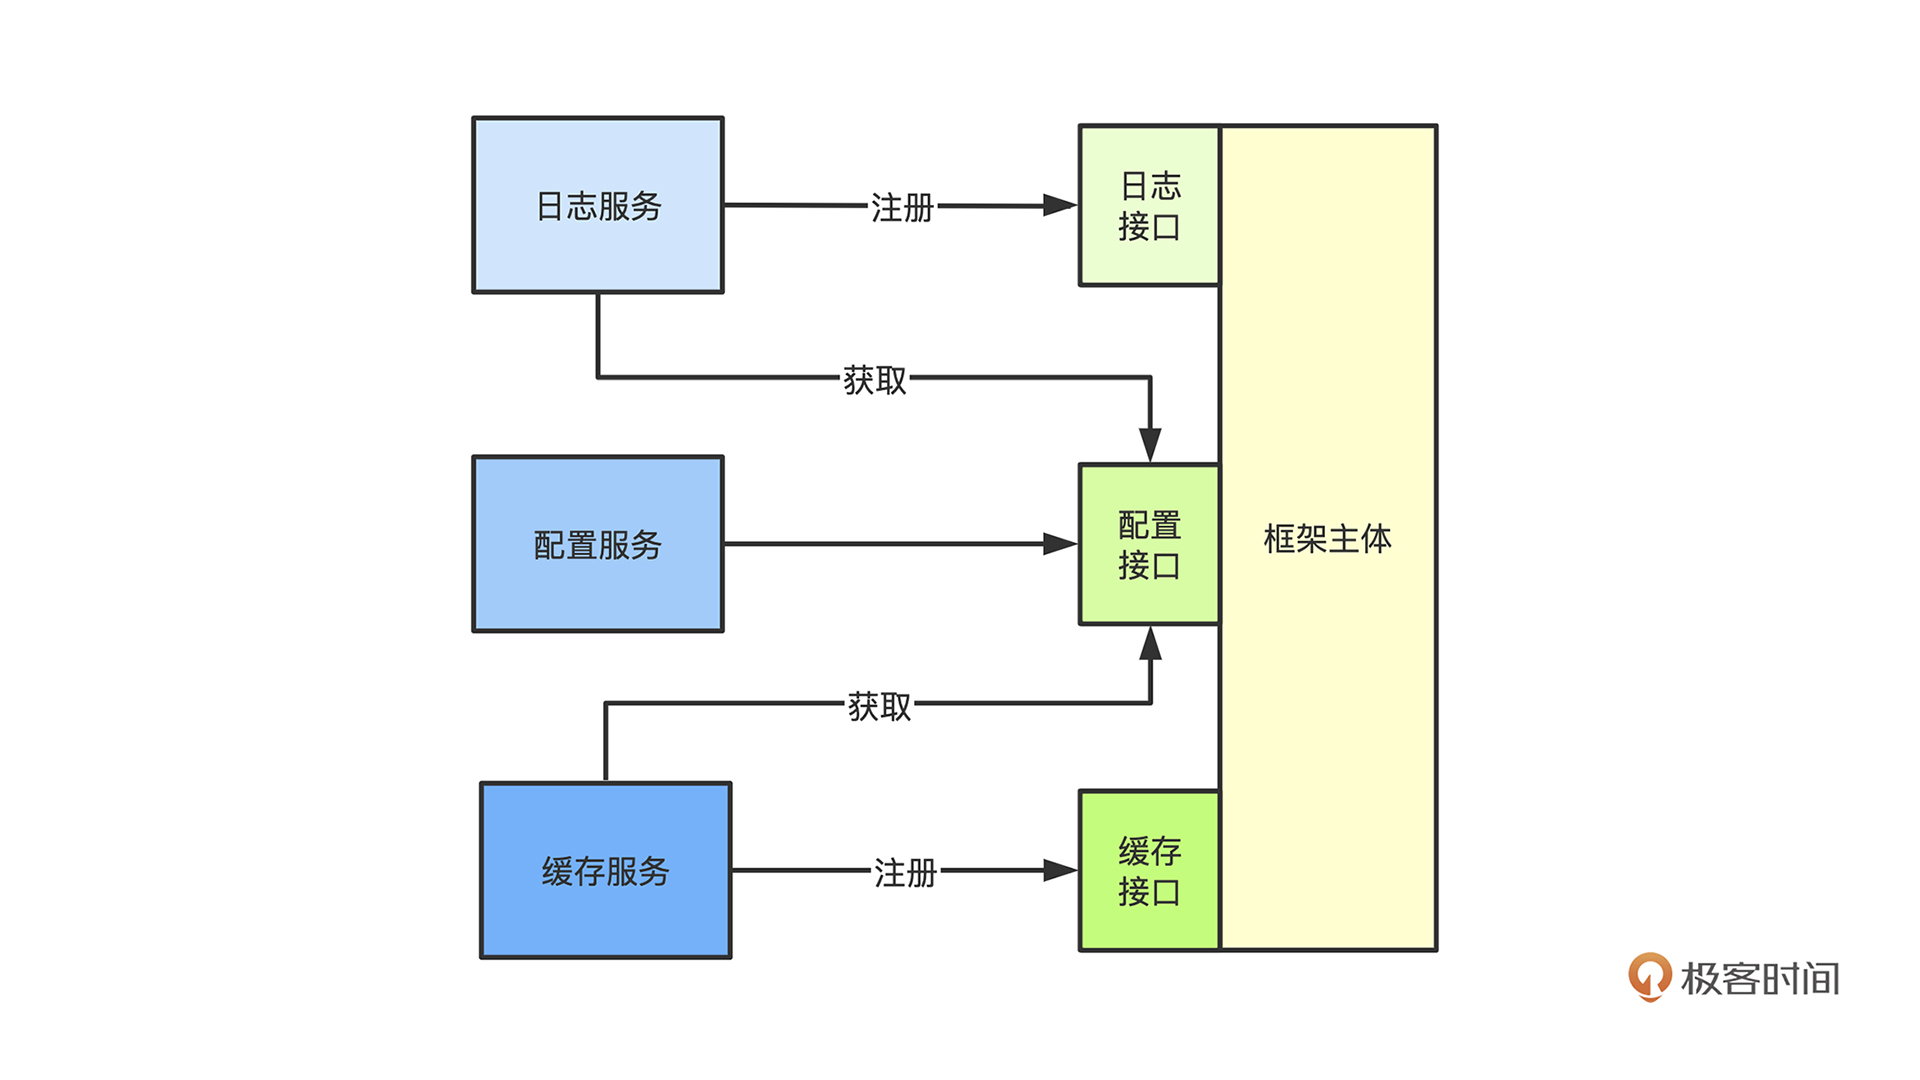 日志服务
注册
日志
接口
获取
配置服务
配置
接口
框架主体
获取
缓存服务
注册
缓存
接口
极客时间